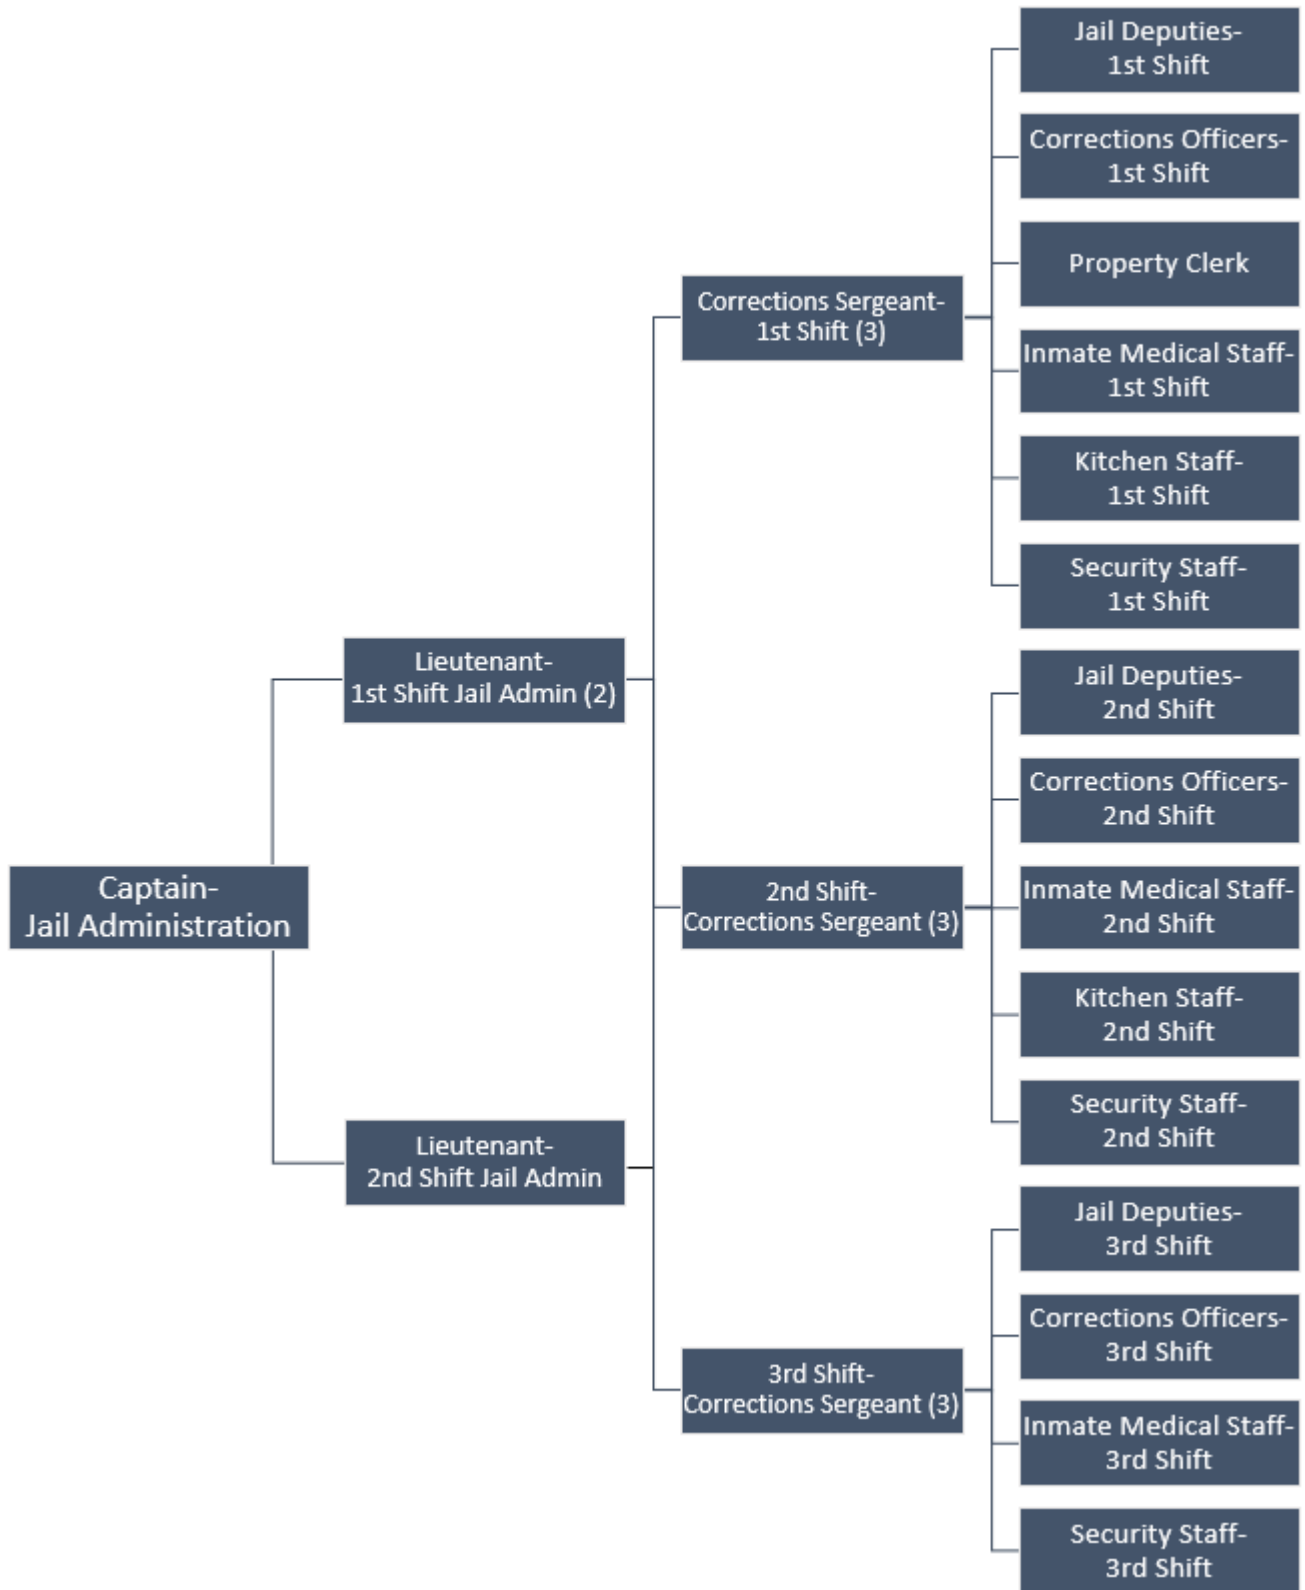 Captain-
Jail Administration
Lieutenant-
1st Shift Jail Admin (2)
Lieutenant-
2nd Shift Jail Admin
Corrections Sergeant-
1st Shift (3)
2nd Shift-
Corrections Sergeant (3)
3rd Shift-
Corrections Sergeant (3)
Jail Deputies-
1st Shift
Corrections Officers-
1st Shift
Property Clerk
Inmate Medical Staff-
1st Shift
Kitchen Staff-
1st Shift
Security Staff-
1st Shift
Jail Deputies-
2nd Shift
Corrections Officers-
2nd Shift
Inmate Medical Staff-
2nd Shift
Kitchen Staff-
2nd Shift
Security Staff-
2nd Shift
Jail Deputies-
3rd Shift
Corrections Officers-
3rd Shift
Inmate Medical Staff-
3rd Shift
Security Staff-
3rd Shift